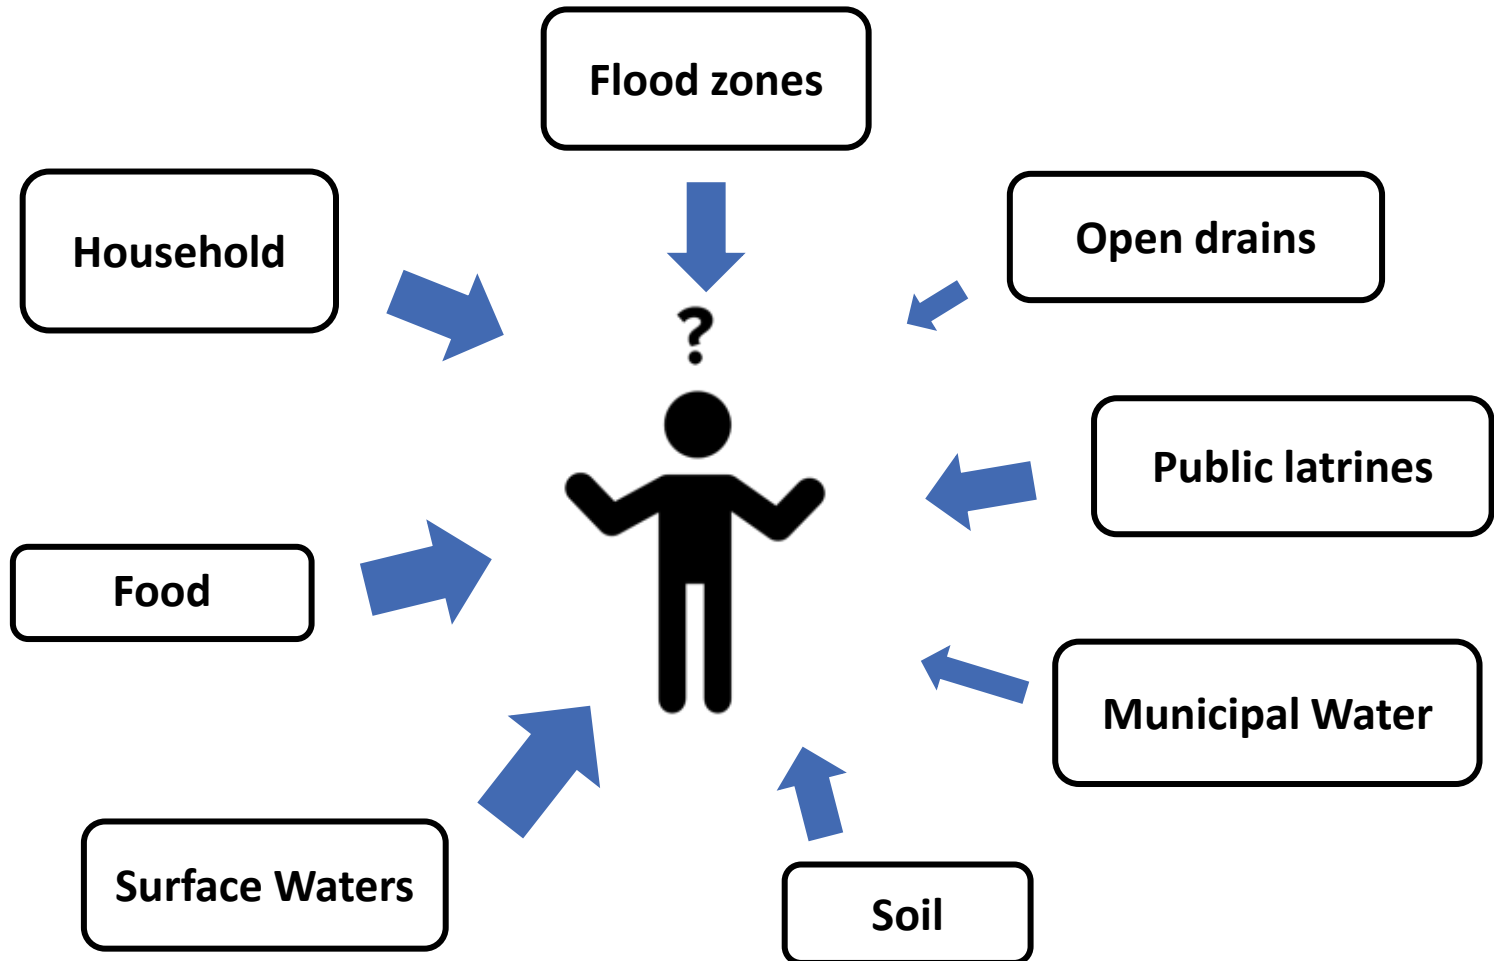 Flood zones
Household
Open drains
?
Public latrines
Food
Municipal Water
Surface Waters
Soil